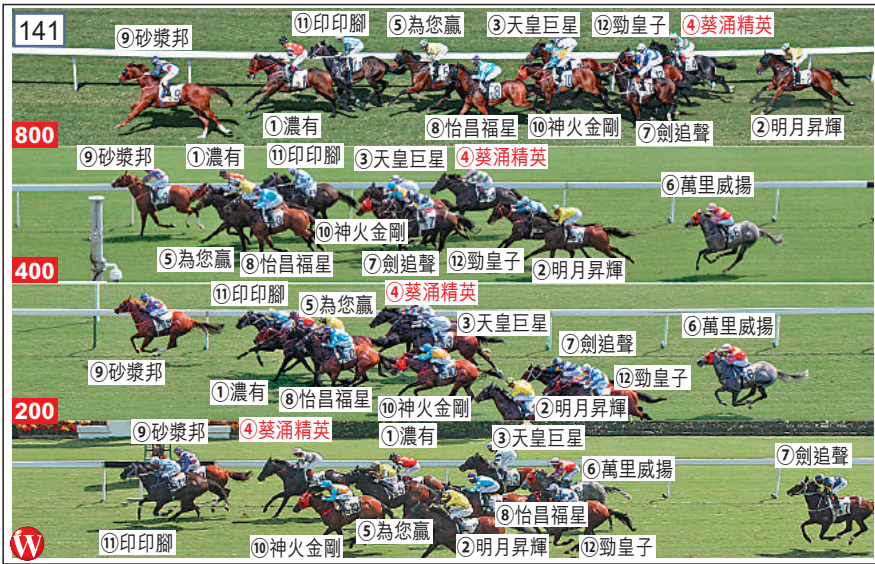 141
⑨砂漿邦 ⑪印印腳 ⑤為您贏 ③天皇巨星 ⑫勁皇子 ④葵涌精英
①濃有 ⑧怡昌福星 ⑩神火金剛 ⑦劍追聲 ②明月昇輝
800
⑨砂漿邦 ①濃有 ⑪印印腳 ③天皇巨星 ④葵涌精英 ⑥萬里威揚
⑤為您贏 ⑧怡昌福星 ⑩神火金剛 ⑦劍追聲 ⑫勁皇子 ②明月昇輝
400
⑪印印腳 ⑤為您贏 ④葵涌精英 ③天皇巨星 ⑦劍追聲 ⑥萬里威揚
⑨砂漿邦 ①濃有 ⑧怡昌福星 ⑩神火金剛 ②明月昇輝 ⑫勁皇子
200
⑨砂漿邦 ④葵涌精英 ①濃有 ③天皇巨星 ⑥萬里威揚 ⑦劍追聲
⑪印印腳 ⑩神火金剛 ⑤為您贏 ②明月昇輝 ⑧怡昌福星 ⑫勁皇子
W